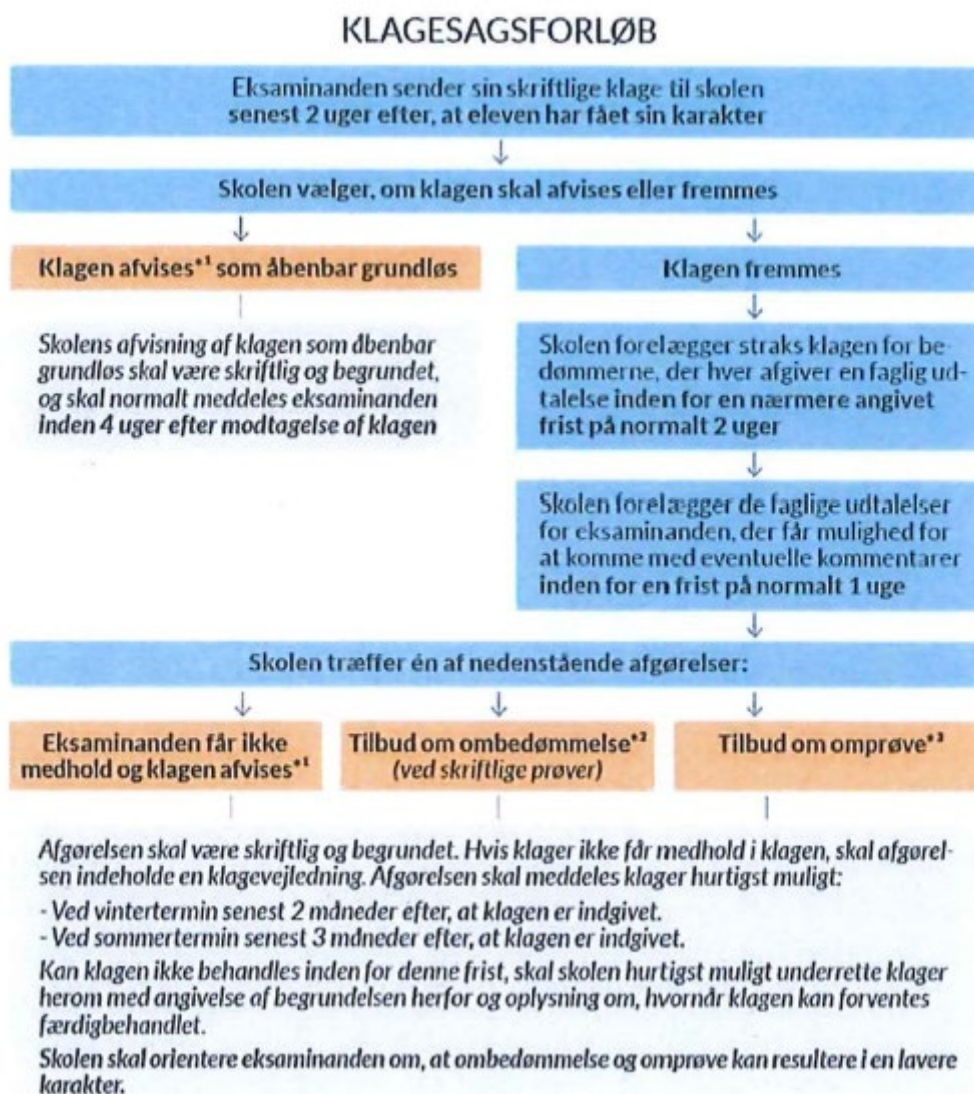 KLAGESAGSFORLØB
Eksaminanden sender sin skriftlige klage til skolen
senest 2 uger efter, at eleven har fået sin karakter
Skolen vælger, om klagen skal afvises eller fremmes
Klagen afvises*¹ som åbenbar grundløs
Klagen fremmes
Skolens afvisning af klagen som åbenbar
grundløs skal være skriftlig og begrundet,
og skal normalt meddeles eksaminanden
inden 4 uger efter modtagelse af klagen
Skolen forelægger straks klagen for be-
dømmerne, der hver afgiver en faglig ud-
talelse inden for en nærmere angivet
frist på normalt 2 uger
Skolen forelægger de faglige udtalelser
for eksaminanden, der får mulighed for
at komme med eventuelle kommentarer
inden for en frist på normalt 1 uge
Skolen træffer én af nedenstående afgørelser:
Eksaminanden får ikke
medhold og klagen afvises*¹
Tilbud om ombedømmelse*²
(ved skriftlige prøver)
Tilbud om omprøve*³
Afgørelsen skal være skriftlig og begrundet. Hvis klager ikke får medhold i klagen, skal afgørel-
sen indeholde en klagevejledning. Afgørelsen skal meddeles klager hurtigst muligt:
- Ved vintertermin senest 2 måneder efter, at klagen er indgivet.
- Ved sommertermin senest 3 måneder efter, at klagen er indgivet.
Kan klagen ikke behandles inden for denne frist, skal skolen hurtigst muligt underrette klager
herom med angivelse af begrundelsen herfor og oplysning om, hvornår klagen kan forventes
færdigbehandlet.
Skolen skal orientere eksaminanden om, at ombedømmelse og omprøve kan resultere i en lavere
karakter.